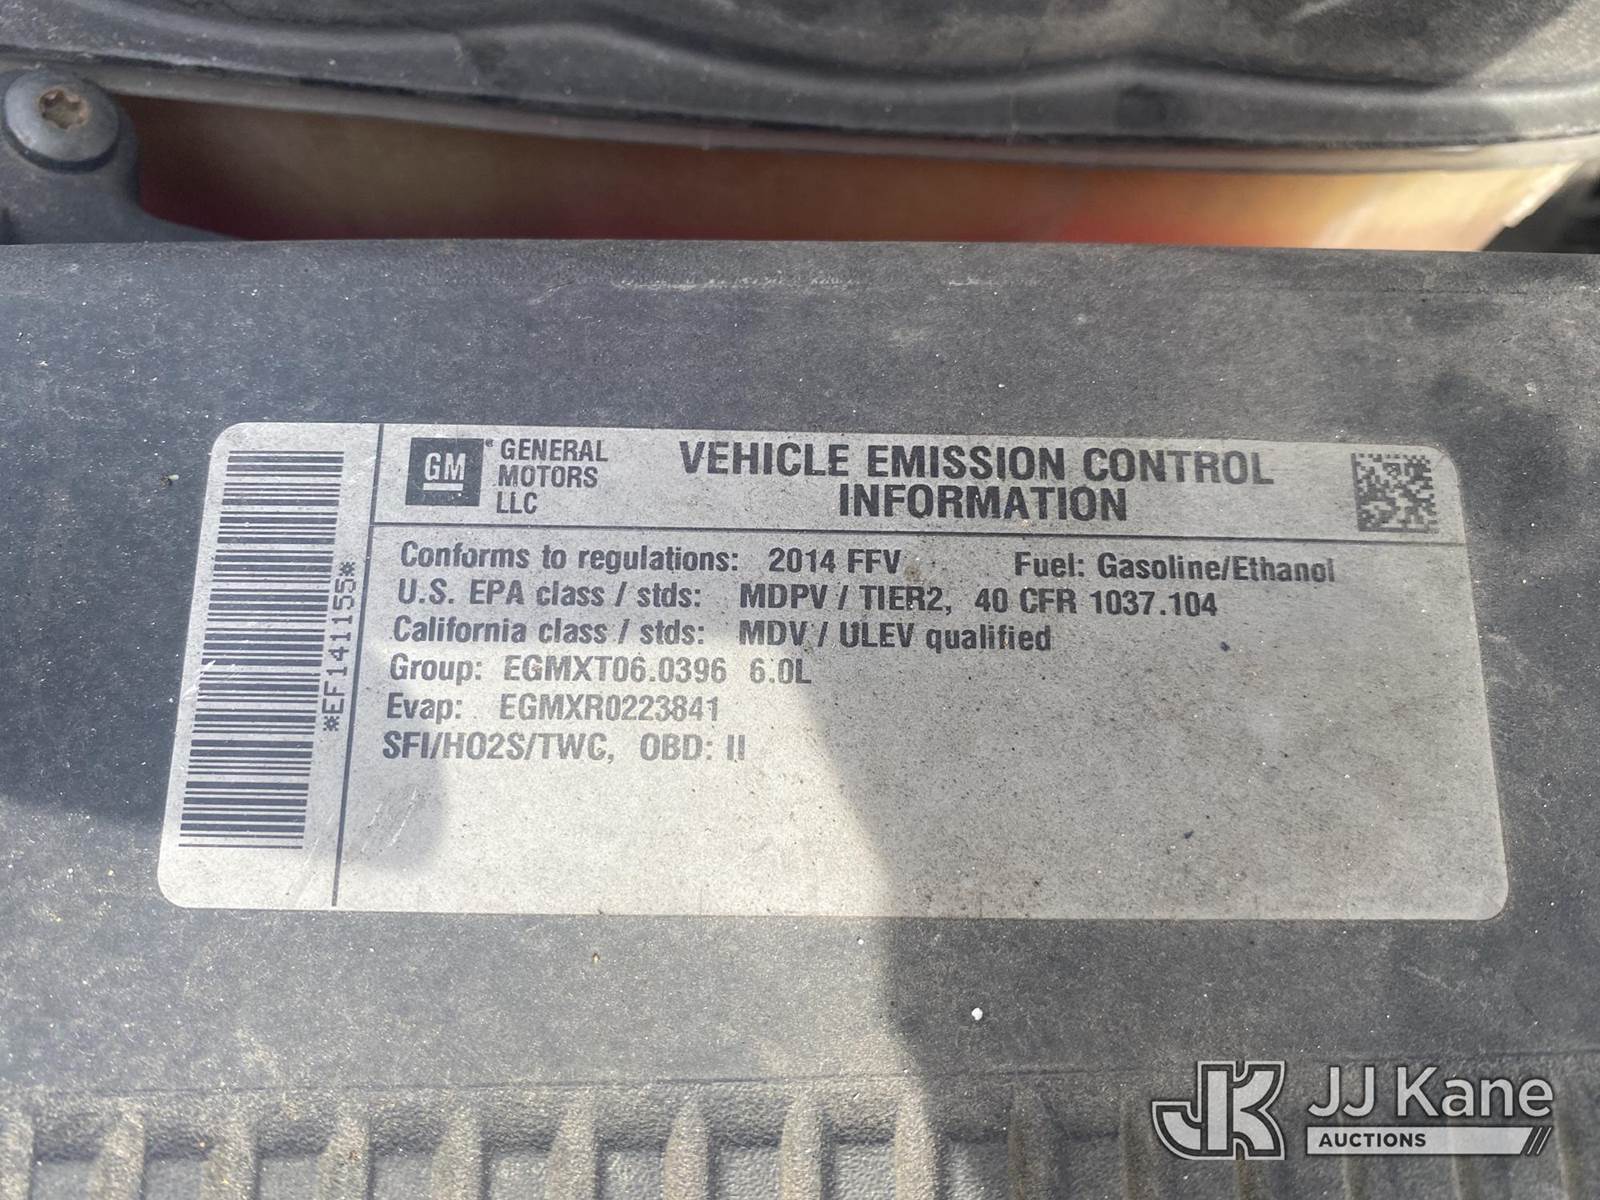 GM GENERAL MOTORS LLC
VEHICLE EMISSION CONTROL
INFORMATION
Conforms to regulations: 2014 FFV Fuel: Gasoline/Ethanol
U.S. EPA class / stds: MDPV / TIER2, 40 CFR 1037.104
California class / stds: MDV / ULEV qualified
Group: EGMXT06.0396 6.0L
Evap: EGMXR0223841
SFI/HO2S/TWC, OBD: II
*EF141155*
JK JJ Kane
AUCTIONS